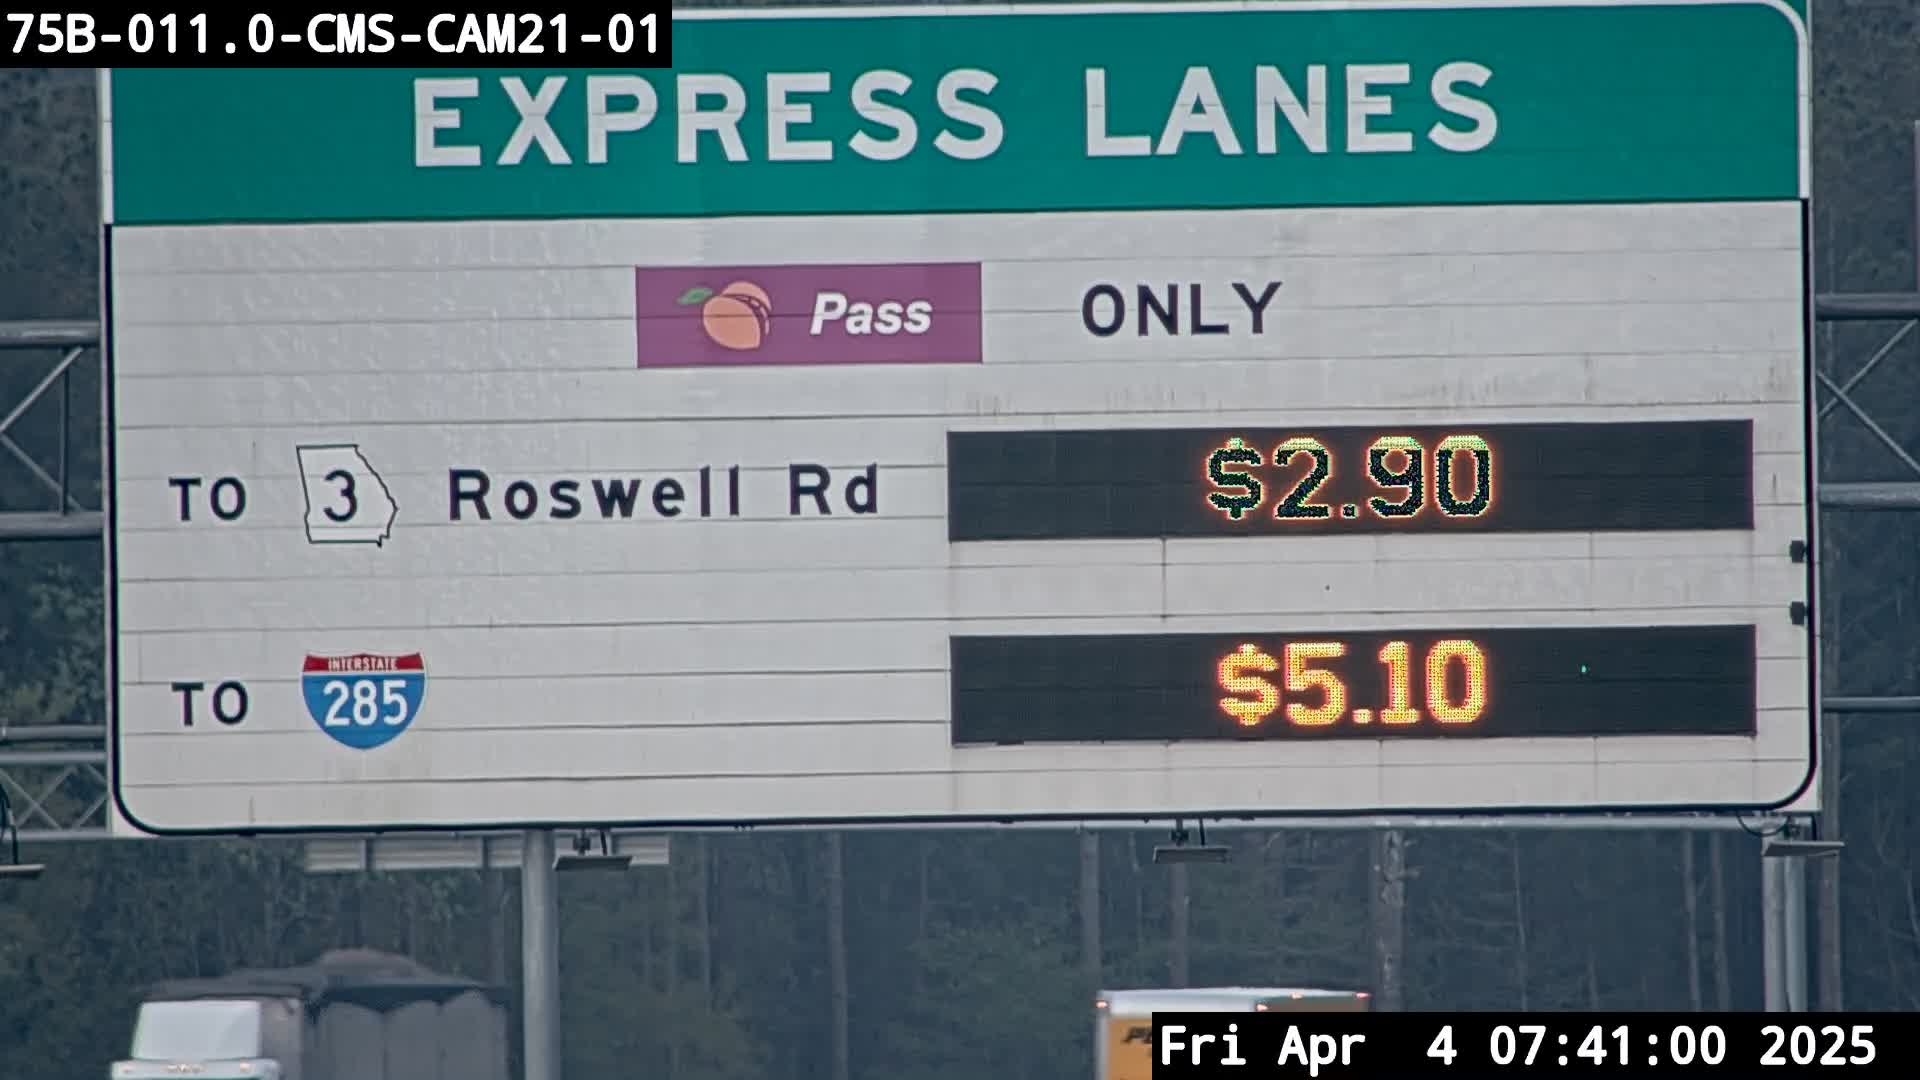 75B-011.0-CMS-CAM21-01
EXPRESS LANES
Pass ONLY
TO 3 Roswell Rd $2.90
INTERSTATE
TO 285 $5.10
Fri Apr 4 07:41:00 2025